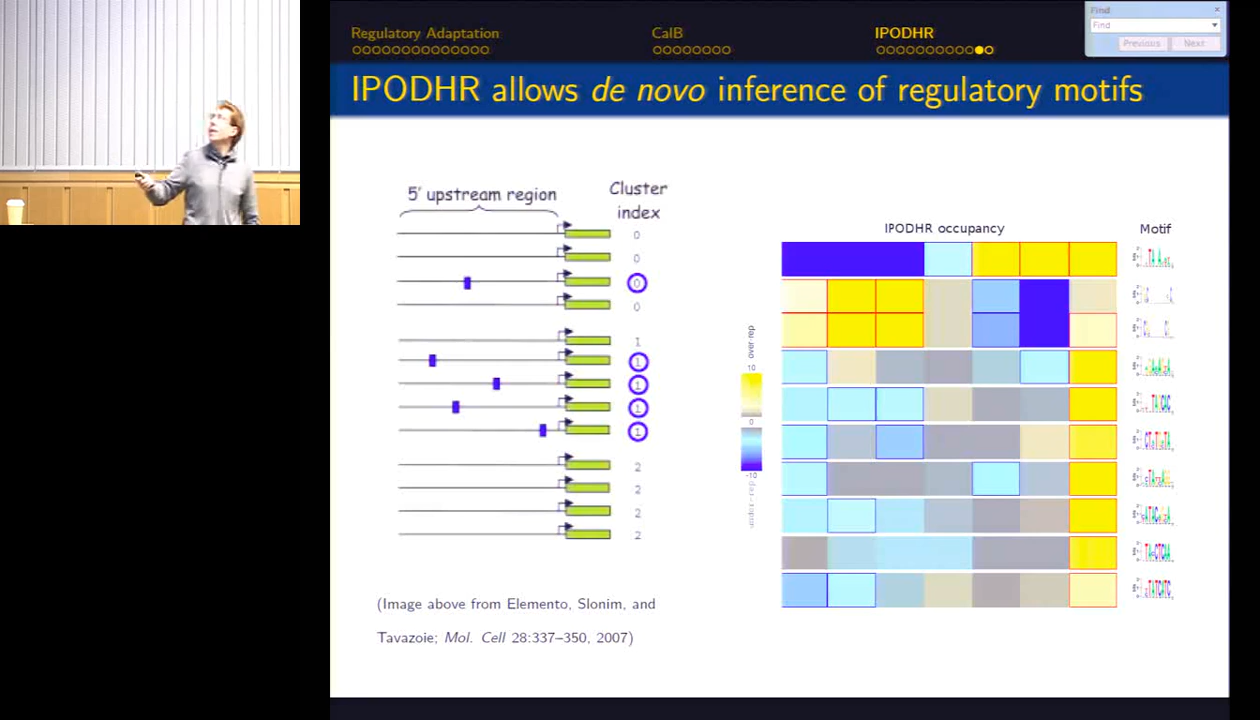 Regulatory Adaptation
CalB
IPODHR
Find
Find
Previous
Next
IPODHR allows de novo inference of regulatory motifs
5' upstream region
Cluster
index
0
0
0
0
1
1
1
1
1
2
2
2
2
(Image above from Elemento, Slonim, and
Tavazoie; Mol. Cell 28:337–350, 2007)
IPODHR occupancy
Motif
over-rep
10
0
-10